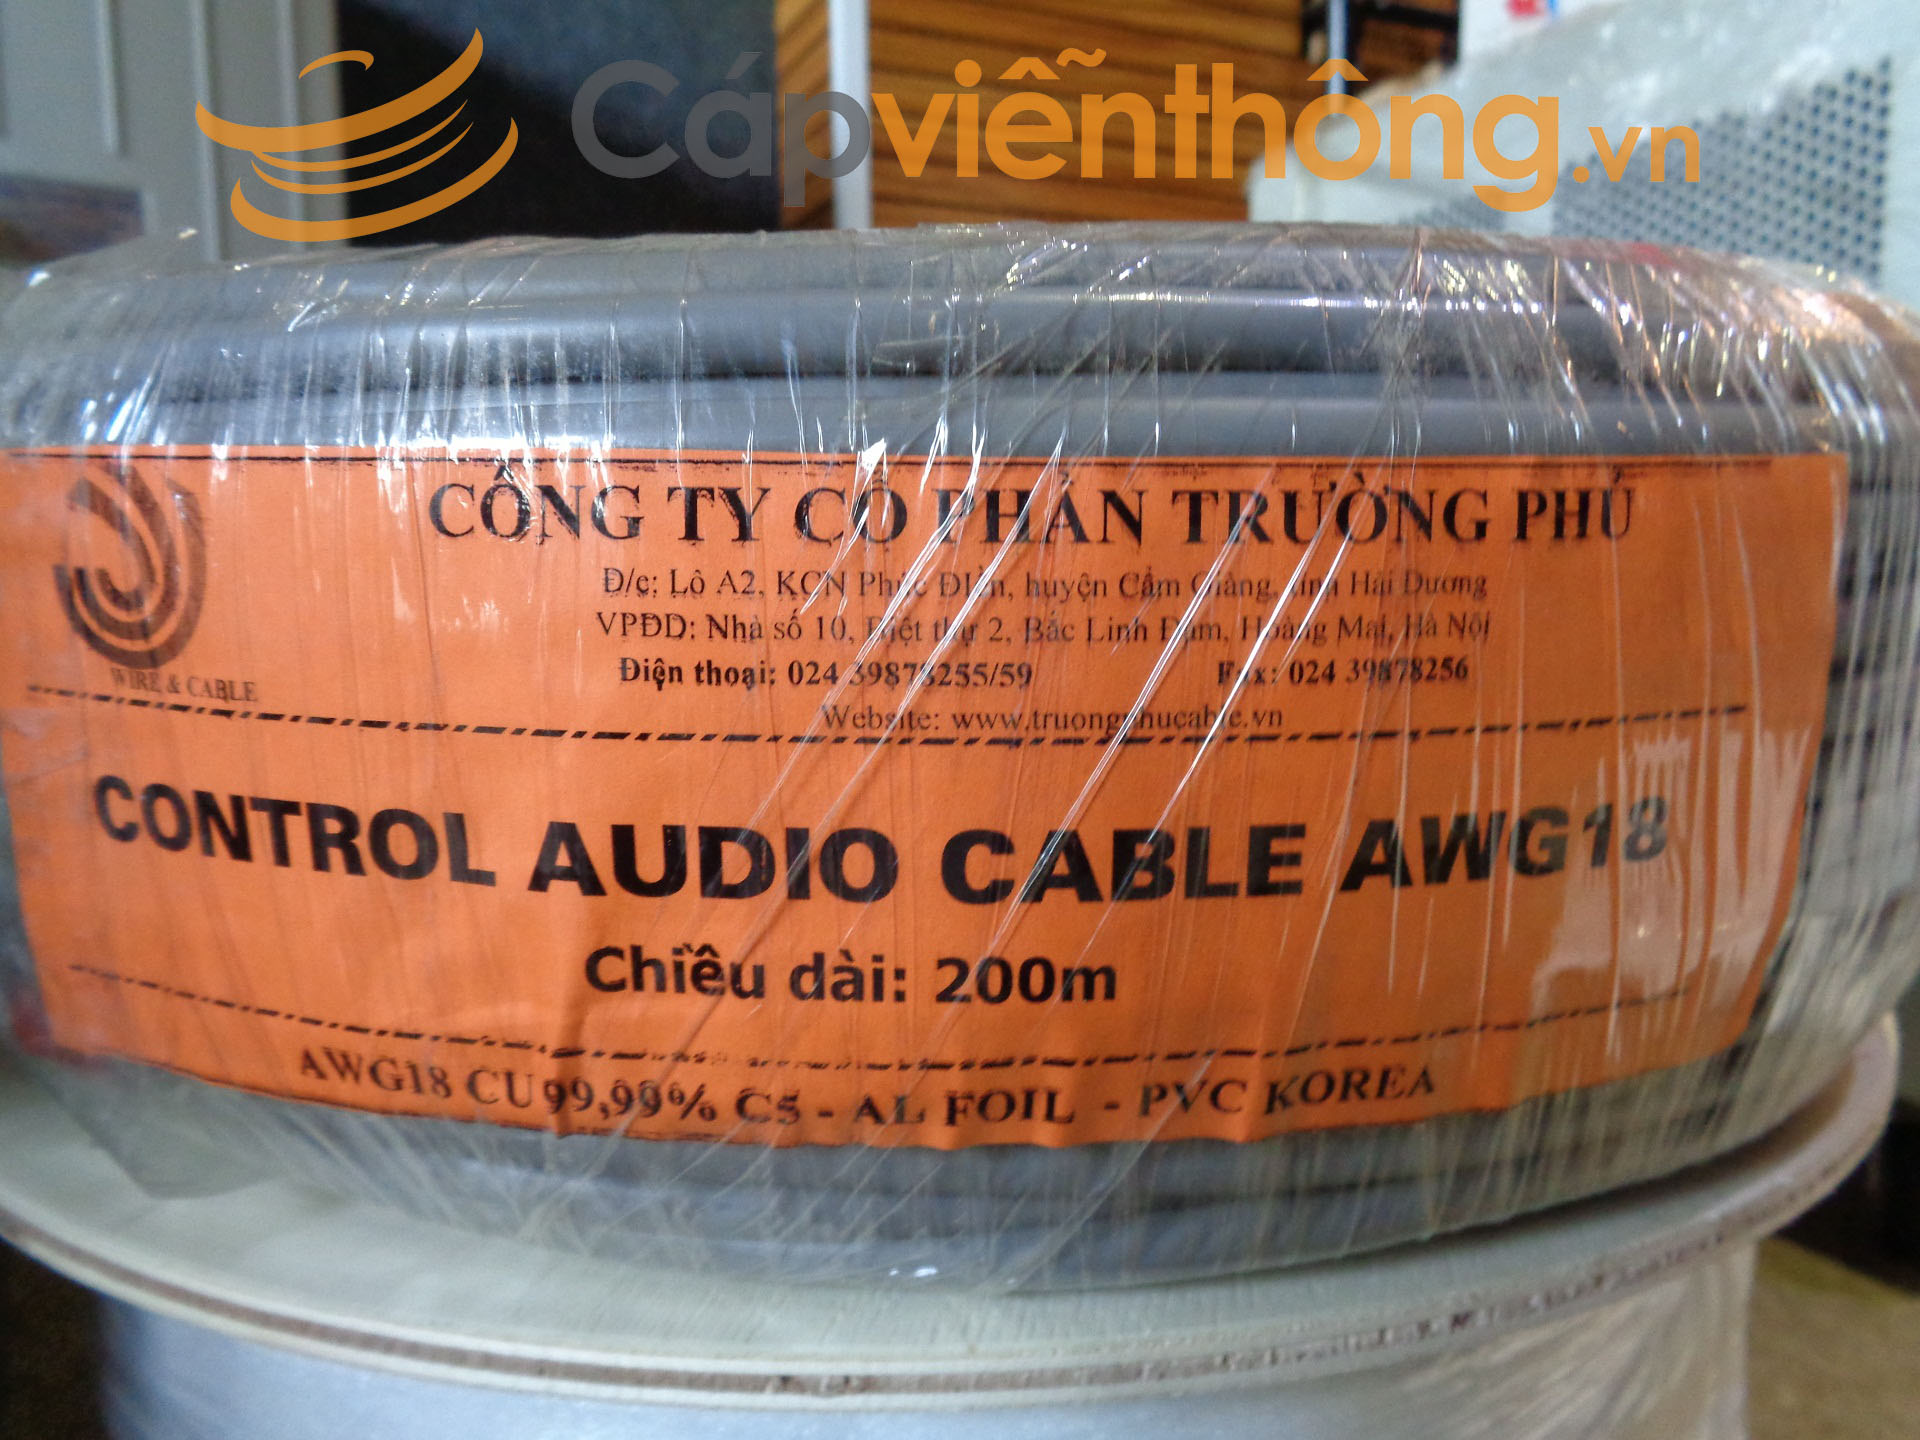 Cápviễnthông.vn
CÔNG TY CỔ PHẦN TRƯỜNG PHÚ
Đ/c: Lô A2, KCN Phúc Điền, huyện Cẩm Giàng, tỉnh Hải Dương
VPĐD: Nhà số 10, Biệt thự 2, Bắc Linh Đàm, Hoàng Mai, Hà Nội
Điện thoại: 024 39878255/59 Fax: 024 39878256
Website: www.truongphucable.vn
WIRE & CABLE
CONTROL AUDIO CABLE AWG18
Chiều dài: 200m
AWG18 CU 99,99% C5 - AL FOIL - PVC KOREA